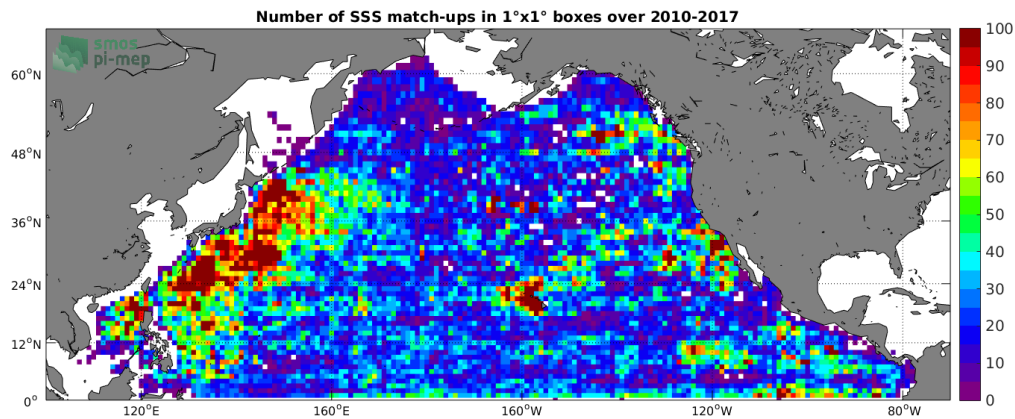 Number of SSS match-ups in 1°x1° boxes over 2010-2017
smos
pi-mep
60°N
48°N
36°N
24°N
12°N
0°
120°E
160°E
160°W
120°W
80°W
100
90
80
70
60
50
40
30
20
10
0